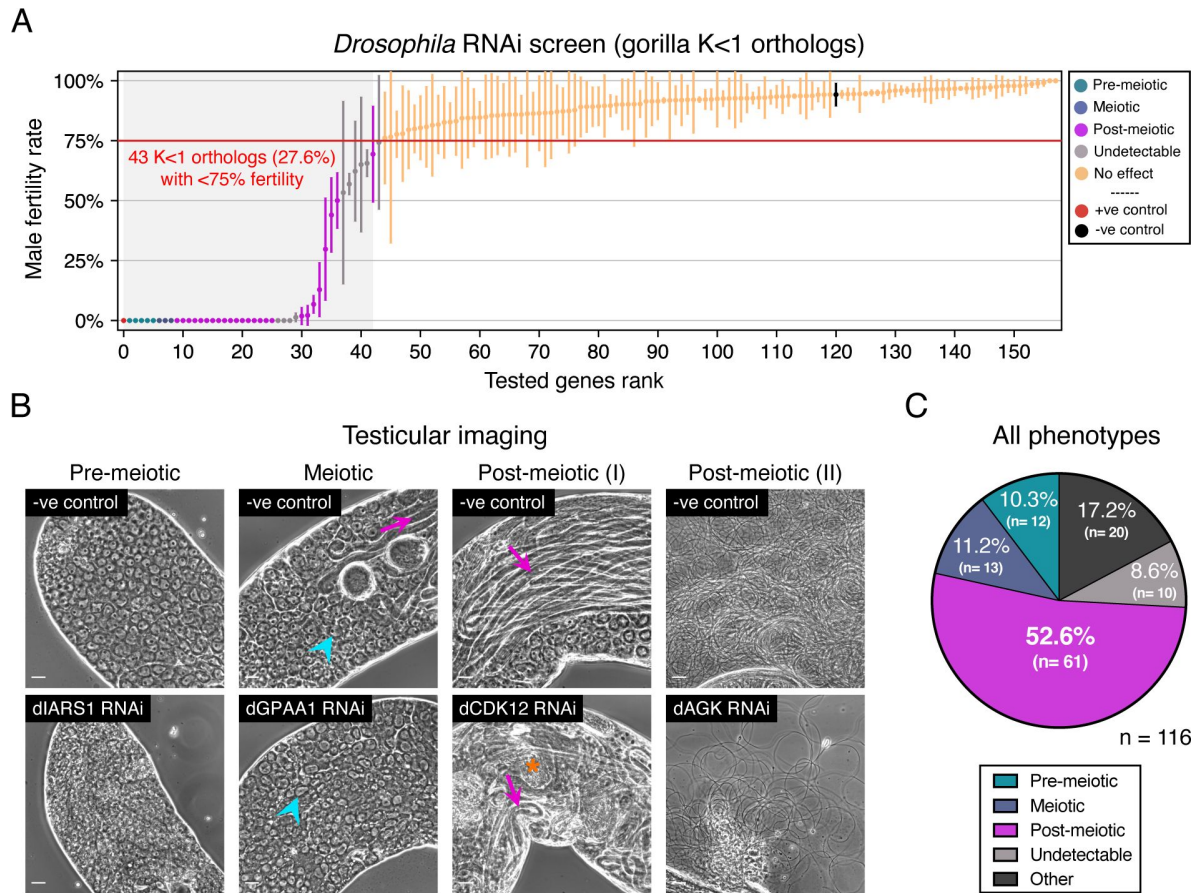 A
Drosophila RNAi screen (gorilla K<1 orthologs)
Male fertility rate
100%
75%
50%
25%
0%
43 K<1 orthologs (27.6%)
with <75% fertility
0 10 20 30 40 50 60 70 80 90 100 110 120 130 140 150
Tested genes rank
Pre-meiotic
Meiotic
Post-meiotic
Undetectable
No effect
------
+ve control
-ve control
B
Testicular imaging
Pre-meiotic Meiotic Post-meiotic (I) Post-meiotic (II)
-ve control -ve control -ve control -ve control
dIARS1 RNAi dGPAA1 RNAi dCDK12 RNAi dAGK RNAi
*
C
All phenotypes
10.3%
(n= 12)
17.2%
(n= 20)
11.2%
(n= 13)
8.6%
(n= 10)
52.6%
(n= 61)
n = 116
Pre-meiotic
Meiotic
Post-meiotic
Undetectable
Other